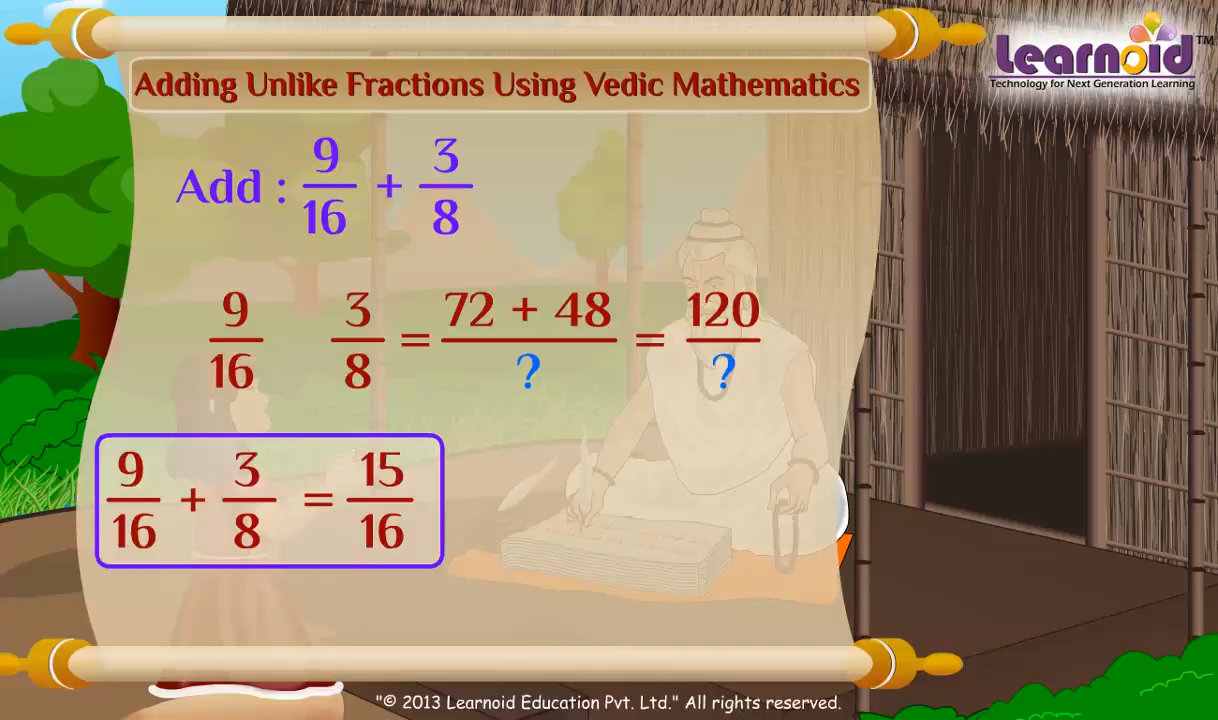 Learnoid™
Technology for Next Generation Learning
Adding Unlike Fractions Using Vedic Mathematics
Add : 9/16 + 3/8
9/16 3/8 = 72 + 48/? = 120/?
9/16 + 3/8 = 15/16
"© 2013 Learnoid Education Pvt. Ltd." All rights reserved.